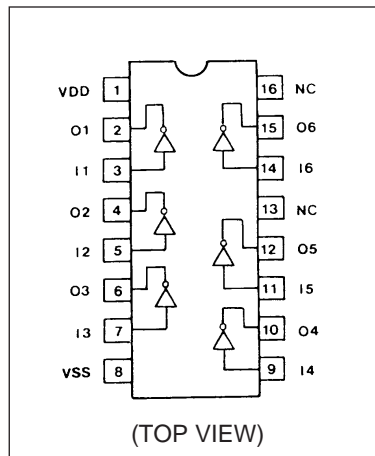 VDD 1 16 NC
O1 2 15 O6
I1 3 14 I6
O2 4 13 NC
I2 5 12 O5
O3 6 11 I5
I3 7 10 O4
VSS 8 9 I4
(TOP VIEW)